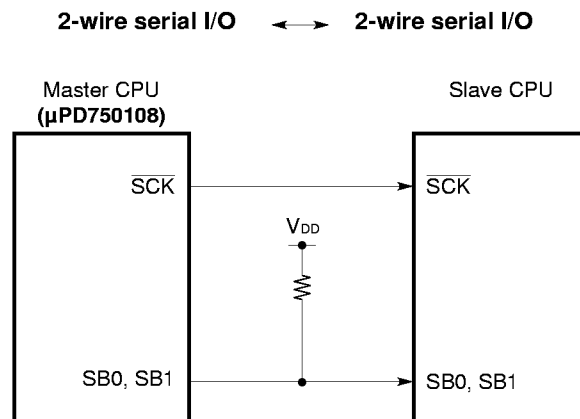 2-wire serial I/O ⟷ 2-wire serial I/O
Master CPU
(µPD750108)
Slave CPU
SCK
SCK
VDD
SB0, SB1
SB0, SB1